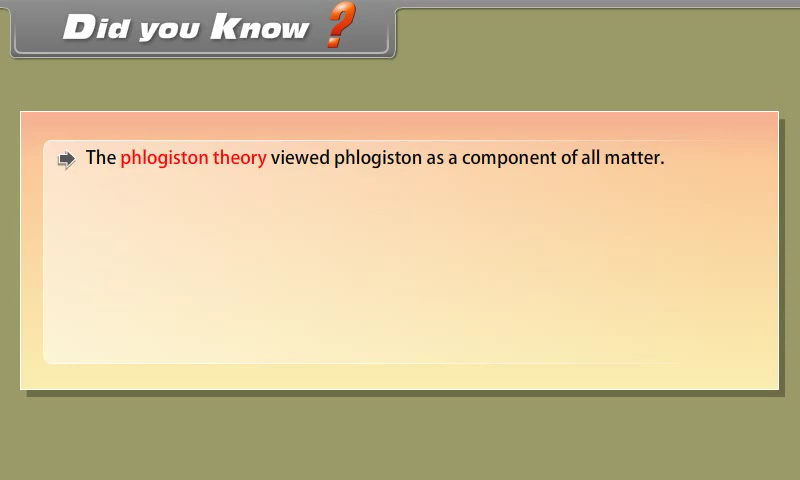 Did you Know ?
The phlogiston theory viewed phlogiston as a component of all matter.